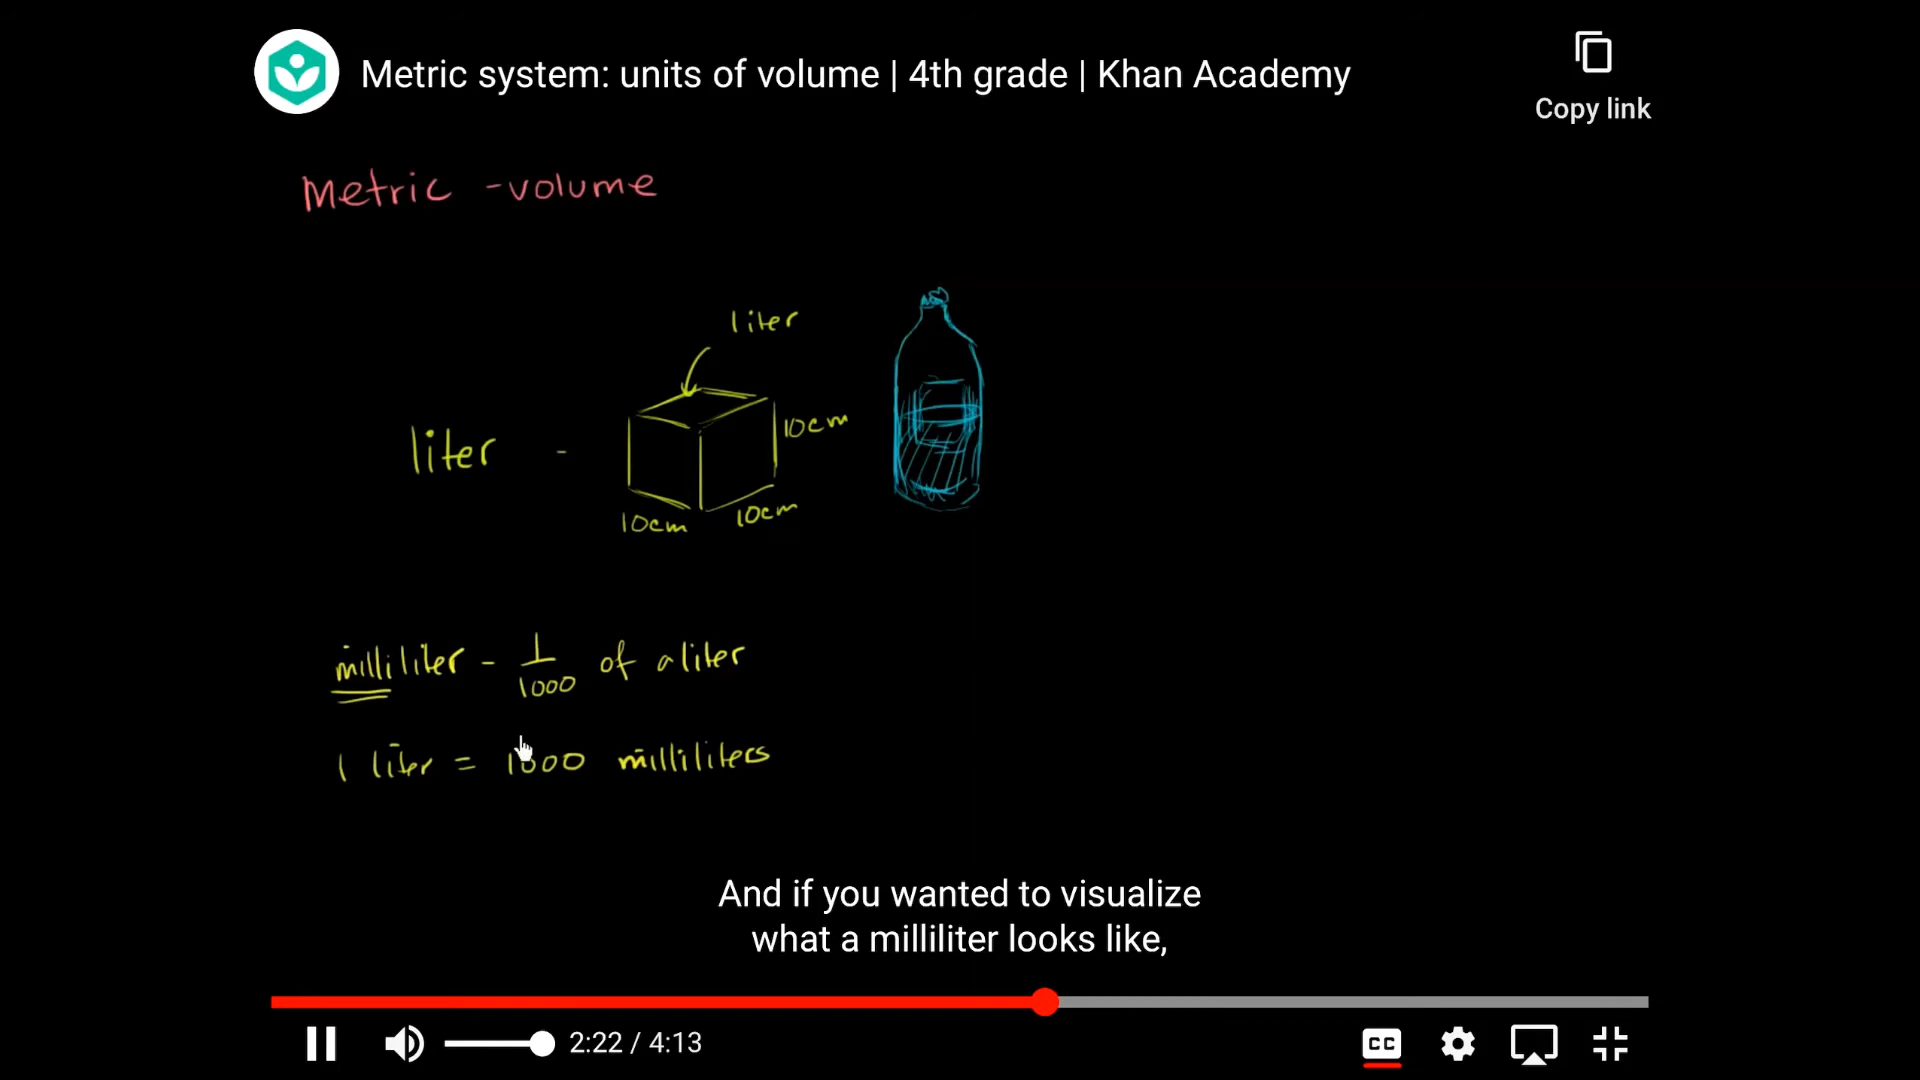 Metric system: units of volume | 4th grade | Khan Academy
Copy link
Metric - volume
liter
liter - 10cm
10cm 10cm
milliliter - 1/1000 of a liter
1 liter = 1000 milliliters
And if you wanted to visualize
what a milliliter looks like,
2:22 / 4:13
CC